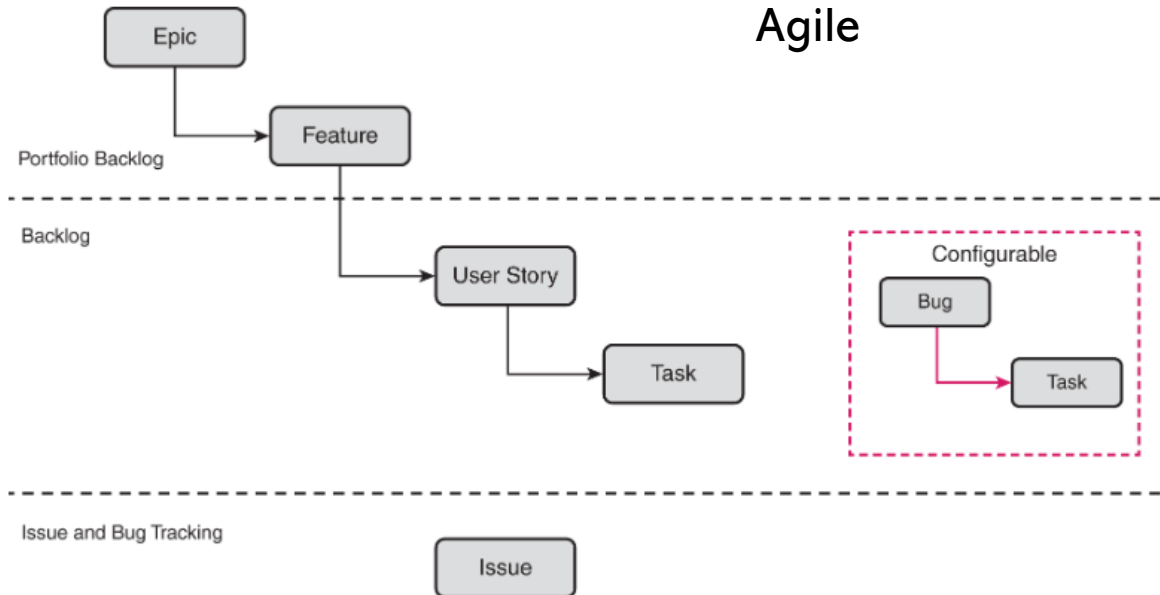 Agile
Epic
Feature
Portfolio Backlog
Backlog
User Story
Task
Configurable
Bug
Task
Issue and Bug Tracking
Issue